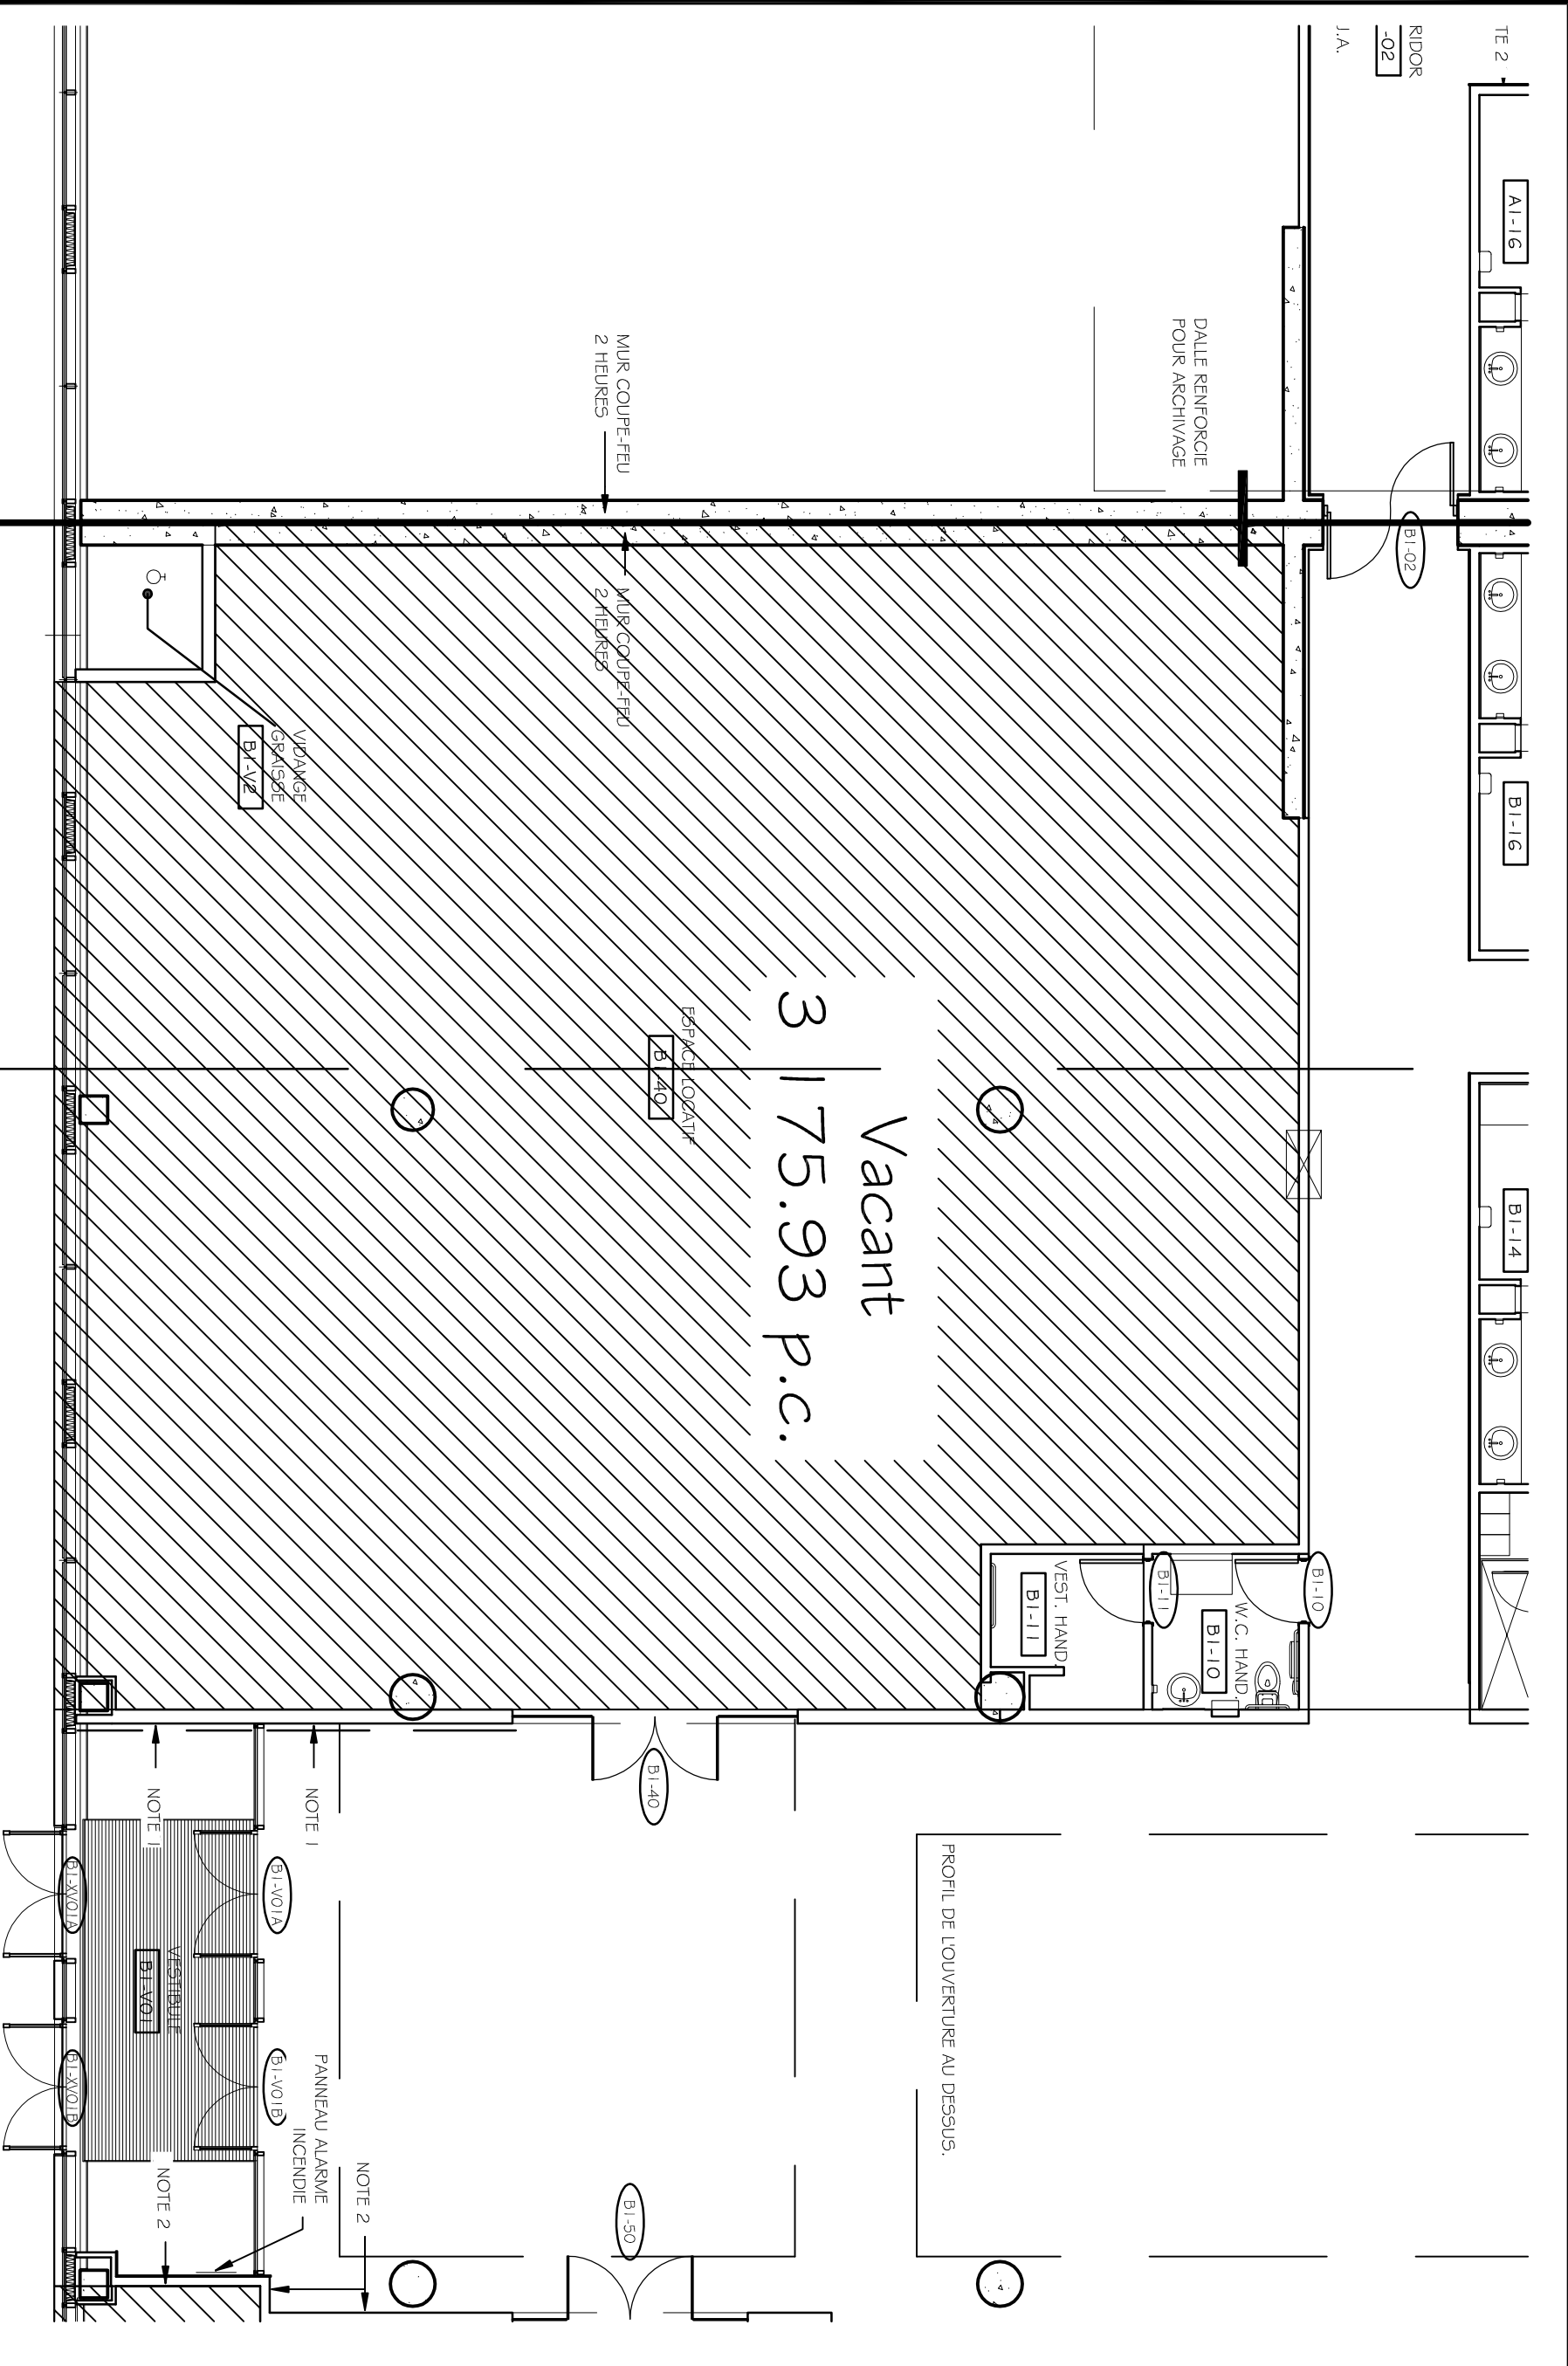 TE 2
RIDOR
-02
J.A.
A1-16
B1-02
B1-16
B1-14
DALLE RENFORCIE
POUR ARCHIVAGE
MUR COUPE-FEU
2 HEURES
MUR COUPE-FEU
2 HEURES
VIDANGE
GRAISSE
B1-V2
Vacant
3 175.93 p.c.
ESPACE LOCATIF
B1-40
B1-10
W.C. HAND.
B1-10
B1-11
VEST. HAND.
B1-11
B1-40
NOTE 1
NOTE 1
PROFIL DE L'OUVERTURE AU DESSUS.
B1-V01A
B1-XV01A
VESTIBULE
B1-V01
B1-V01B
B1-XV01B
PANNEAU ALARME
INCENDIE
NOTE 2
NOTE 2
B1-50